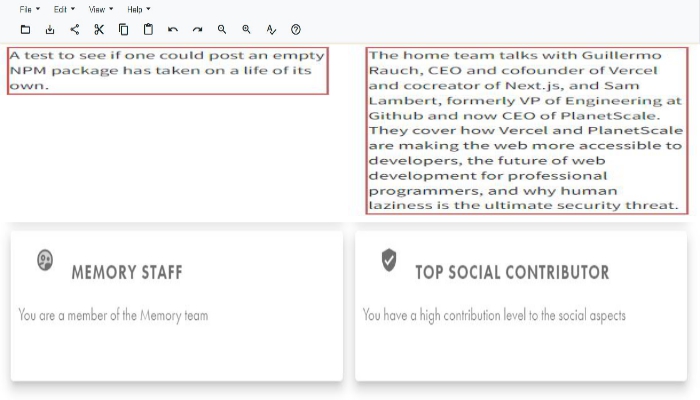 File Edit View Help
A test to see if one could post an empty
NPM package has taken on a life of its
own.
The home team talks with Guillermo
Rauch, CEO and cofounder of Vercel
and cocreator of Next.js, and Sam
Lambert, formerly VP of Engineering at
Github and now CEO of PlanetScale.
They cover how Vercel and PlanetScale
are making the web more accessible to
developers, the future of web
development for professional
programmers, and why human
laziness is the ultimate security threat.
MEMORY STAFF
You are a member of the Memory team
TOP SOCIAL CONTRIBUTOR
You have a high contribution level to the social aspects